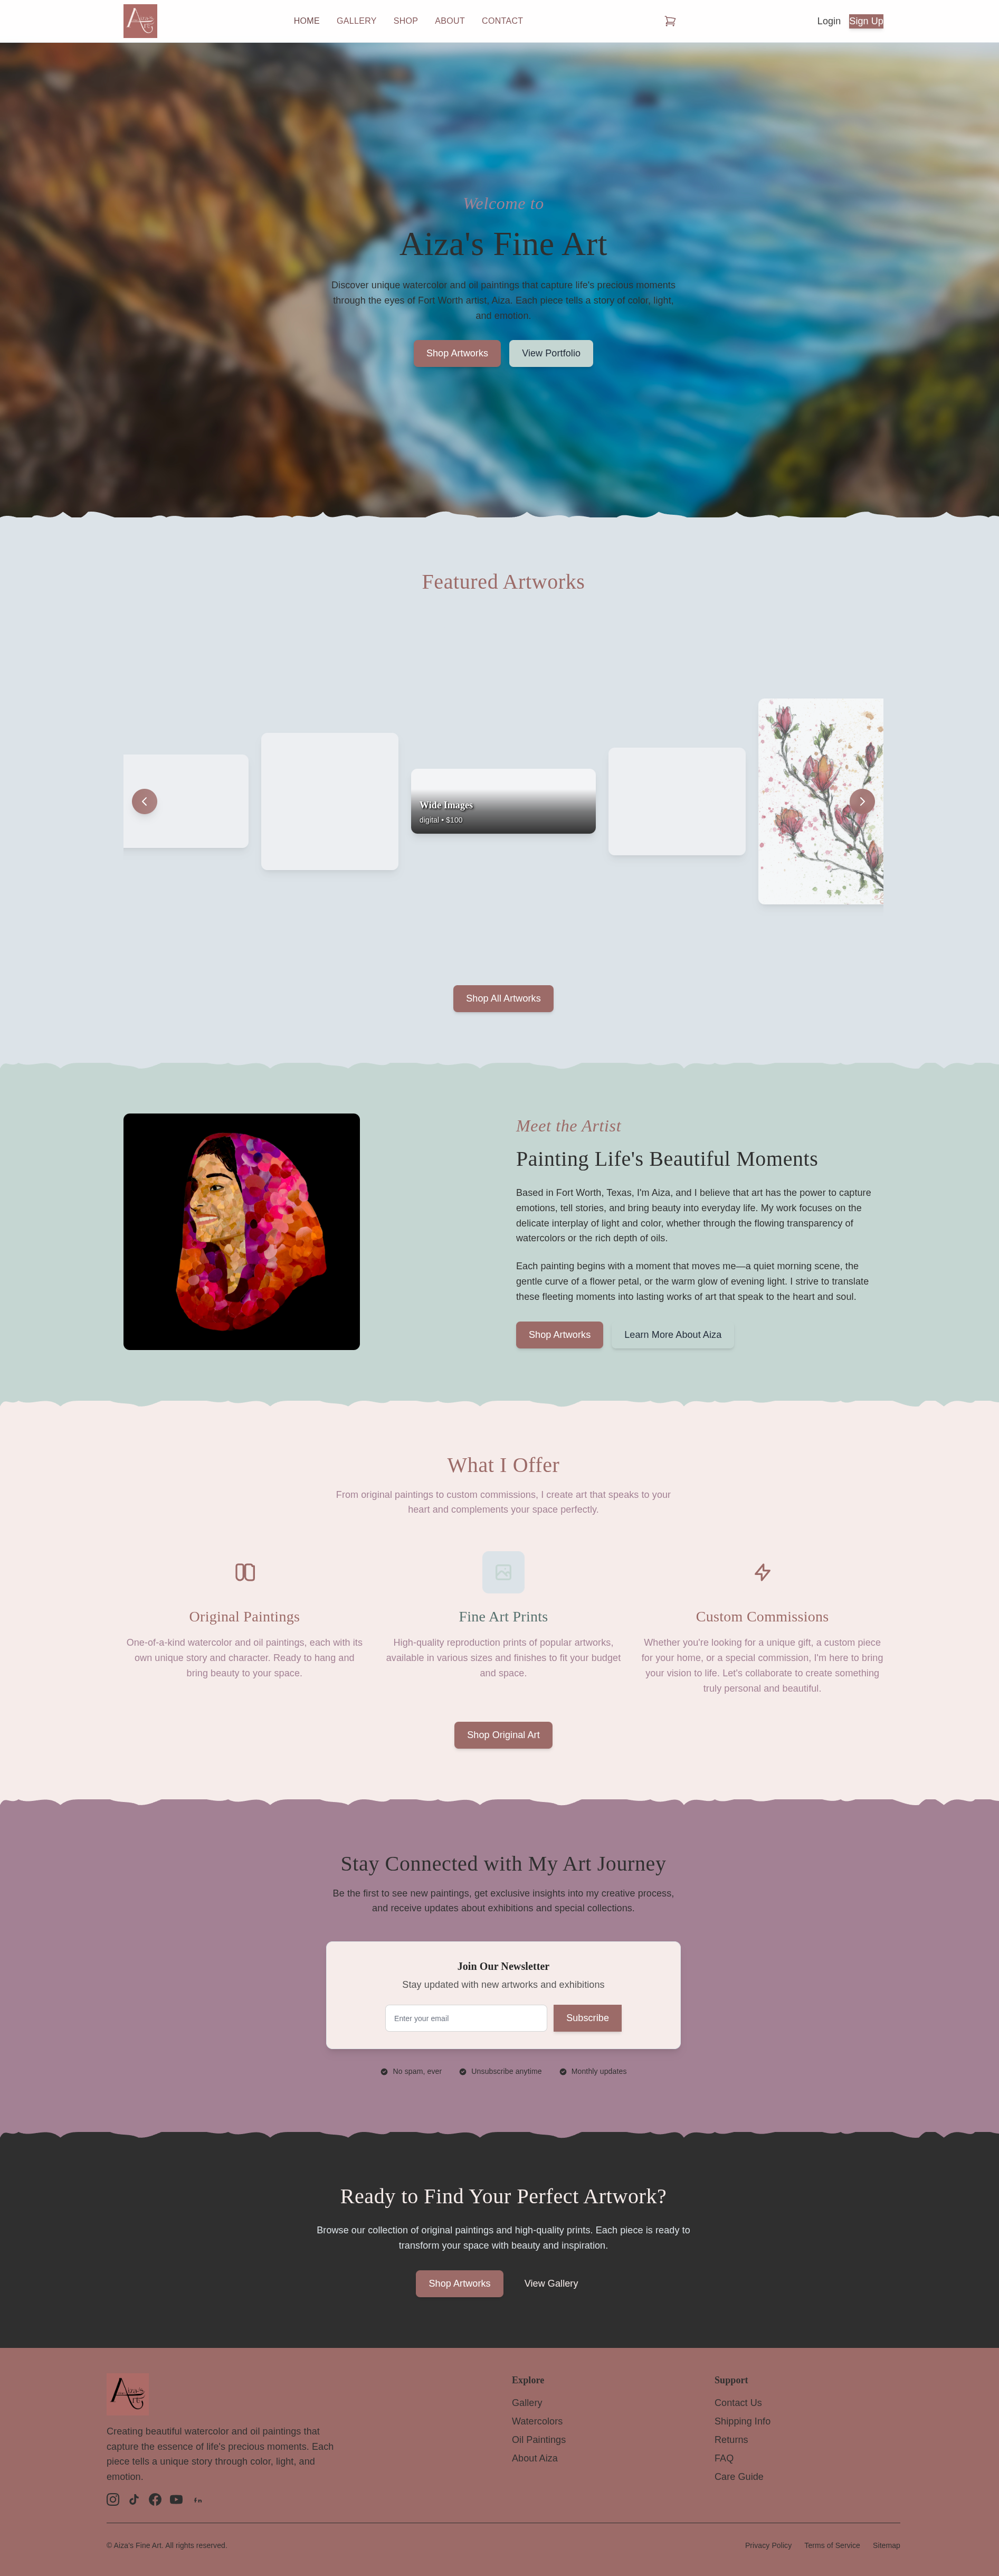 Aiza's
Art
HOME GALLERY SHOP ABOUT CONTACT
Login Sign Up
Welcome to
Aiza's Fine Art
Discover unique watercolor and oil paintings that capture life's precious moments
through the eyes of Fort Worth artist, Aiza. Each piece tells a story of color, light,
and emotion.
Shop Artworks View Portfolio
Featured Artworks
Wide Images
digital • $100
Shop All Artworks
Meet the Artist
Painting Life's Beautiful Moments
Based in Fort Worth, Texas, I'm Aiza, and I believe that art has the power to capture
emotions, tell stories, and bring beauty into everyday life. My work focuses on the
delicate interplay of light and color, whether through the flowing transparency of
watercolors or the rich depth of oils.
Each painting begins with a moment that moves me—a quiet morning scene, the
gentle curve of a flower petal, or the warm glow of evening light. I strive to translate
these fleeting moments into lasting works of art that speak to the heart and soul.
Shop Artworks Learn More About Aiza
What I Offer
From original paintings to custom commissions, I create art that speaks to your
heart and complements your space perfectly.
Original Paintings
One-of-a-kind watercolor and oil paintings, each with its
own unique story and character. Ready to hang and
bring beauty to your space.
Fine Art Prints
High-quality reproduction prints of popular artworks,
available in various sizes and finishes to fit your budget
and space.
Custom Commissions
Whether you're looking for a unique gift, a custom piece
for your home, or a special commission, I'm here to bring
your vision to life. Let's collaborate to create something
truly personal and beautiful.
Shop Original Art
Stay Connected with My Art Journey
Be the first to see new paintings, get exclusive insights into my creative process,
and receive updates about exhibitions and special collections.
Join Our Newsletter
Stay updated with new artworks and exhibitions
Enter your email Subscribe
No spam, ever Unsubscribe anytime Monthly updates
Ready to Find Your Perfect Artwork?
Browse our collection of original paintings and high-quality prints. Each piece is ready to
transform your space with beauty and inspiration.
Shop Artworks View Gallery
Aiza's
Art
Creating beautiful watercolor and oil paintings that
capture the essence of life's precious moments. Each
piece tells a unique story through color, light, and
emotion.
Explore
Gallery
Watercolors
Oil Paintings
About Aiza
Support
Contact Us
Shipping Info
Returns
FAQ
Care Guide
© Aiza's Fine Art. All rights reserved.
Privacy Policy Terms of Service Sitemap